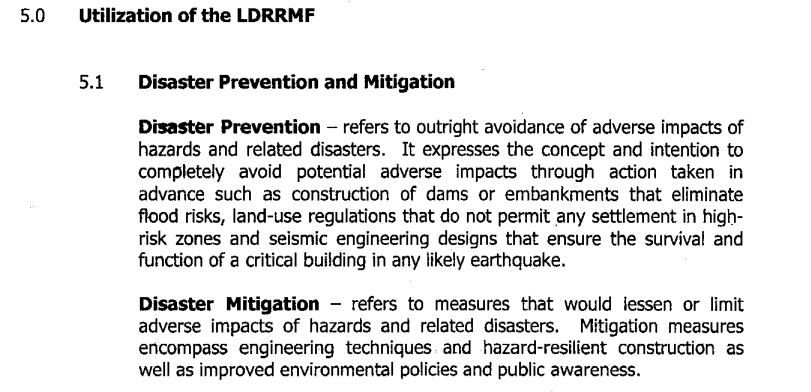 5.0 Utilization of the LDRRMF
5.1 Disaster Prevention and Mitigation
Disaster Prevention – refers to outright avoidance of adverse impacts of
hazards and related disasters. It expresses the concept and intention to
completely avoid potential adverse impacts through action taken in
advance such as construction of dams or embankments that eliminate
flood risks, land-use regulations that do not permit any settlement in high-
risk zones and seismic engineering designs that ensure the survival and
function of a critical building in any likely earthquake.
Disaster Mitigation – refers to measures that would lessen or limit
adverse impacts of hazards and related disasters. Mitigation measures
encompass engineering techniques and hazard-resilient construction as
well as improved environmental policies and public awareness.